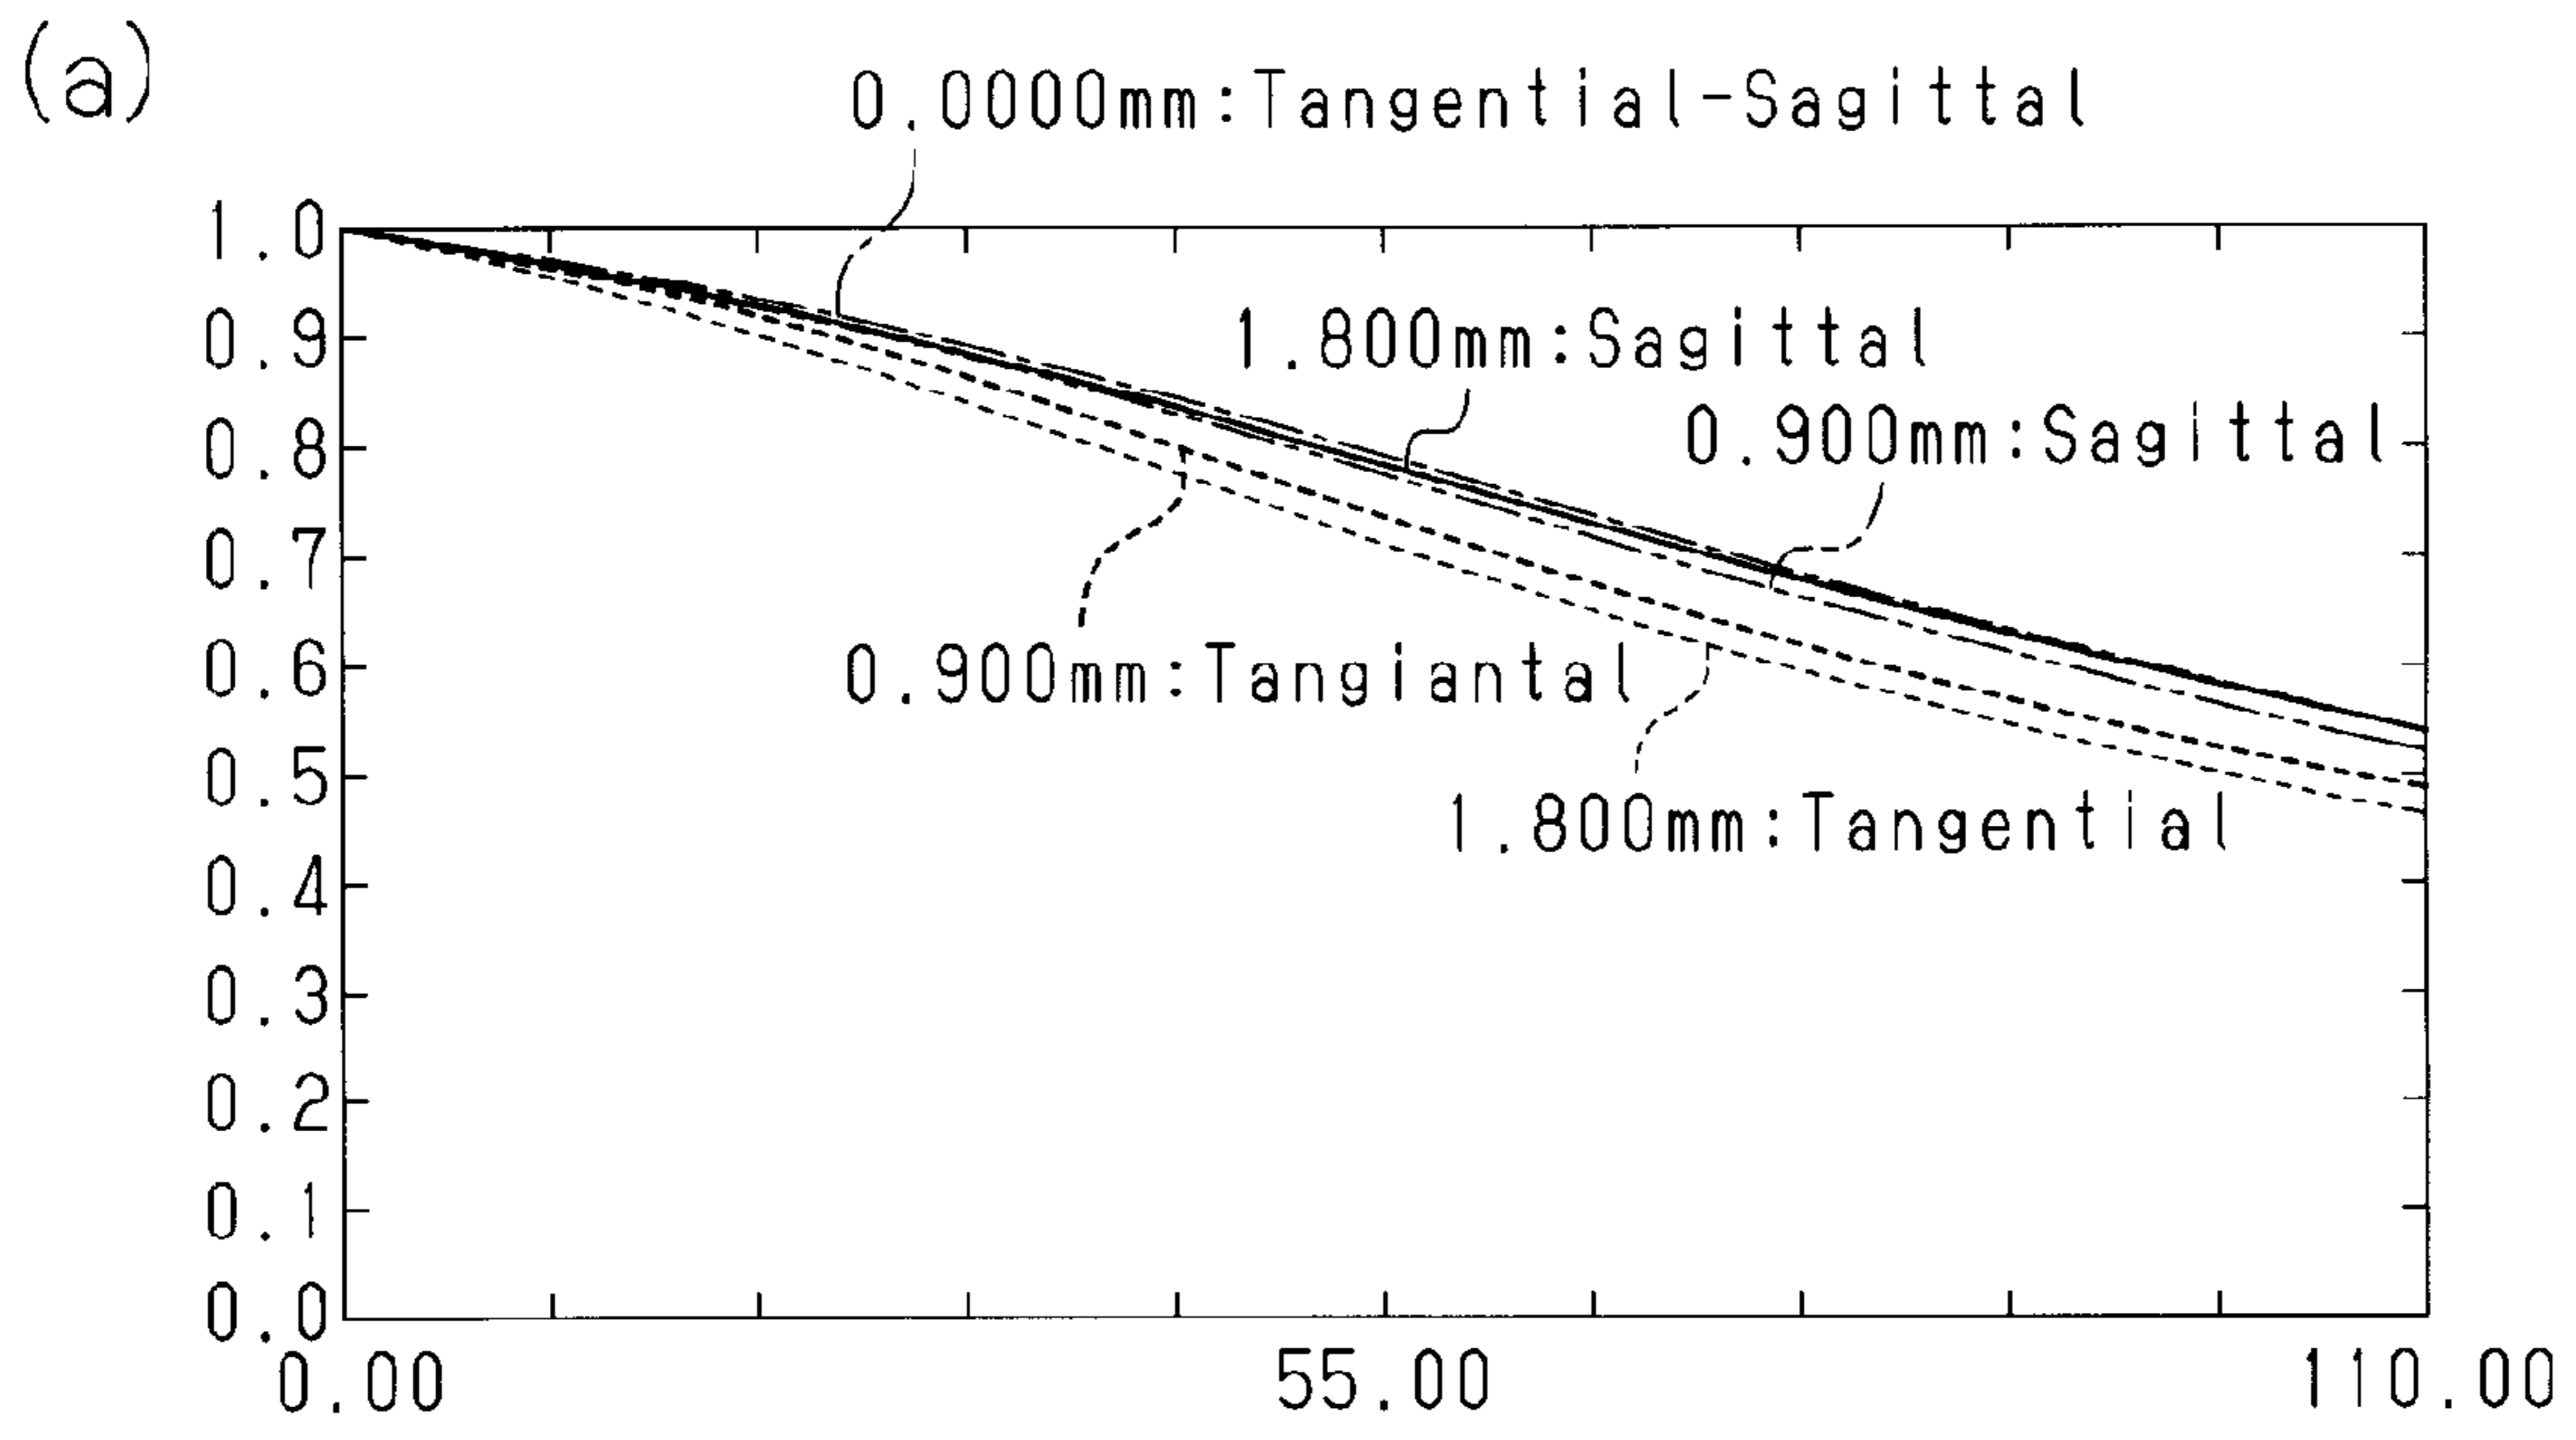 (a)
0.0000mm:Tangential-Sagittal
1.0
1.800mm:Sagittal
0.9
0.900mm:Sagittal
0.8
0.7
0.6
0.900mm:Tangiantal
0.5
1.800mm:Tangential
0.4
0.3
0.2
0.1
0.0
0.00 55.00 110.00